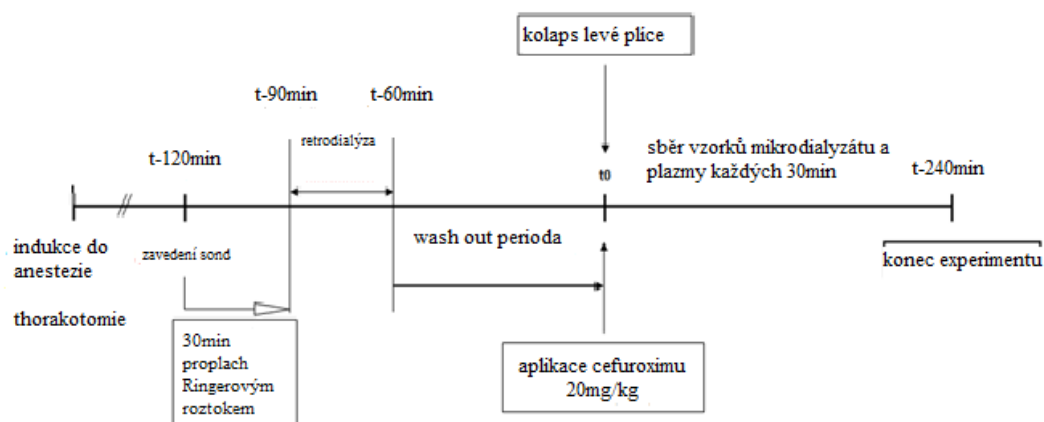 kolaps levé plice
t-90min
t-60min
retrodialýza
t-120min
t0
sběr vzorků mikrodialyzátu a
plazmy každých 30min
t-240min
indukce do
anestezie
zavedení sond
wash out perioda
konec experimentu
thorakotomie
30min
proplach
Ringerovým
roztokem
aplikace cefuroximu
20mg/kg